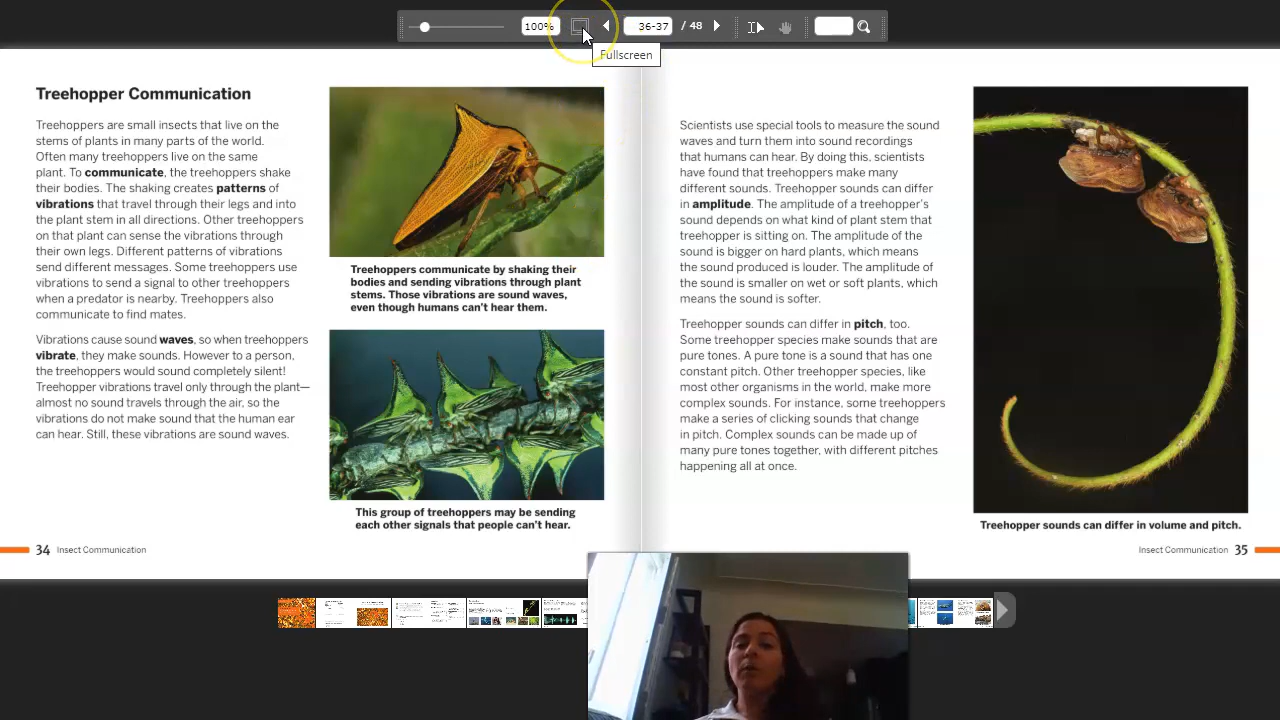 100%
36-37
/ 48
Fullscreen
Treehopper Communication
Treehoppers are small insects that live on the
stems of plants in many parts of the world.
Often many treehoppers live on the same
plant. To communicate, the treehoppers shake
their bodies. The shaking creates patterns of
vibrations that travel through their legs and into
the plant stem in all directions. Other treehoppers
on that plant can sense the vibrations through
their own legs. Different patterns of vibrations
send different messages. Some treehoppers use
vibrations to send a signal to other treehoppers
when a predator is nearby. Treehoppers also
communicate to find mates.
Vibrations cause sound waves, so when treehoppers
vibrate, they make sounds. However to a person,
the treehoppers would sound completely silent!
Treehopper vibrations travel only through the plant—
almost no sound travels through the air, so the
vibrations do not make sound that the human ear
can hear. Still, these vibrations are sound waves.
Treehoppers communicate by shaking their
bodies and sending vibrations through plant
stems. Those vibrations are sound waves,
even though humans can't hear them.
This group of treehoppers may be sending
each other signals that people can't hear.
34 Insect Communication
Scientists use special tools to measure the sound
waves and turn them into sound recordings
that humans can hear. By doing this, scientists
have found that treehoppers make many
different sounds. Treehopper sounds can differ
in amplitude. The amplitude of a treehopper's
sound depends on what kind of plant stem that
treehopper is sitting on. The amplitude of the
sound is bigger on hard plants, which means
the sound produced is louder. The amplitude of
the sound is smaller on wet or soft plants, which
means the sound is softer.
Treehopper sounds can differ in pitch, too.
Some treehopper species make sounds that are
pure tones. A pure tone is a sound that has one
constant pitch. Other treehopper species, like
most other organisms in the world, make more
complex sounds. For instance, some treehoppers
make a series of clicking sounds that change
in pitch. Complex sounds can be made up of
many pure tones together, with different pitches
happening all at once.
Treehopper sounds can differ in volume and pitch.
Insect Communication 35